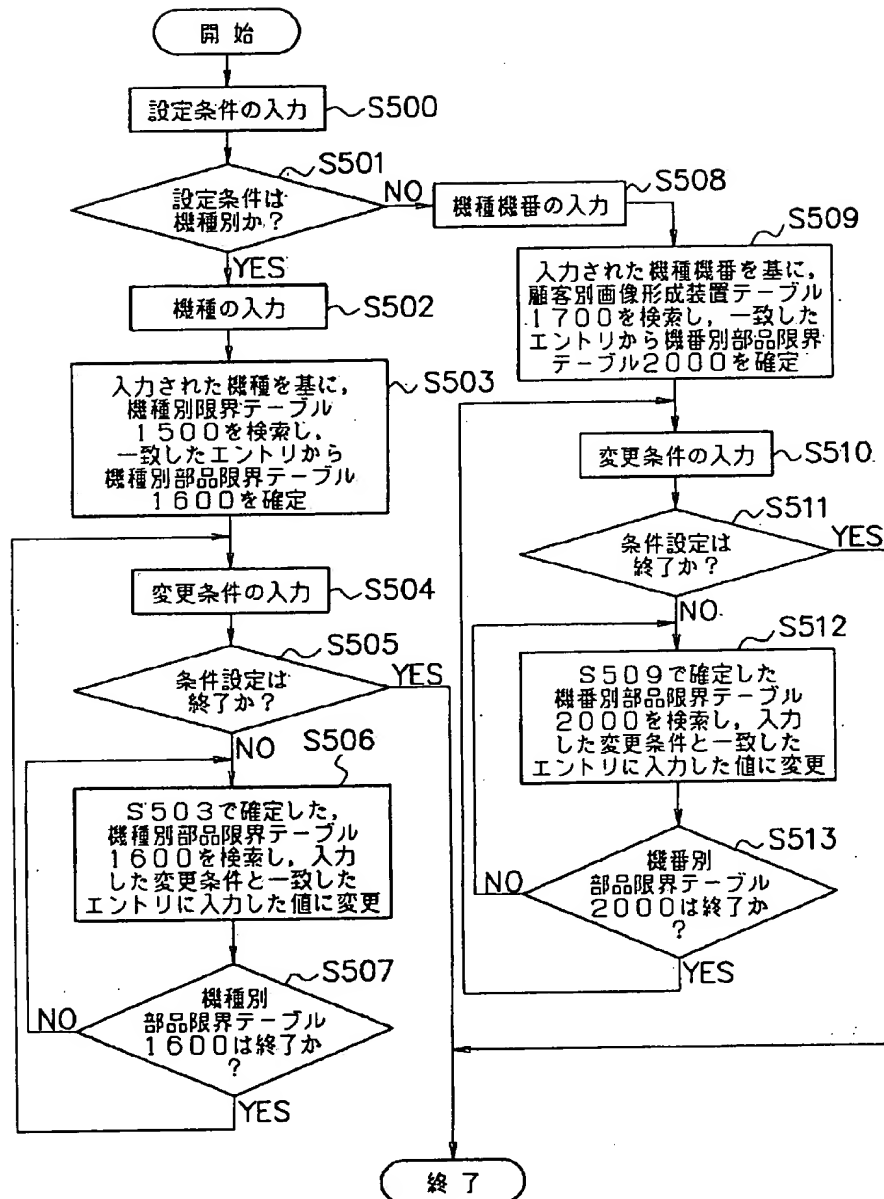 開始
設定条件の入力
S500
S501
設定条件は
機種別か？
NO
YES
機種の入力
S502
入力された機種を基に，
機種別限界テーブル
1500を検索し，
一致したエントリから
機種別部品限界テーブル
1600を確定
S503
変更条件の入力
S504
S505
条件設定は
終了か？
YES
NO
S506
S503で確定した，
機種別部品限界テーブル
1600を検索し，入力
した変更条件と一致した
エントリに入力した値に変更
S507
機種別
部品限界テーブル
1600は終了か
？
NO
YES
S508
機種機番の入力
S509
入力された機種機番を基に，
顧客別画像形成装置テーブル
1700を検索し，一致した
エントリから機番別部品限界
テーブル2000を確定
変更条件の入力
S510
S511
条件設定は
終了か？
YES
NO
S512
S509で確定した
機番別部品限界テーブル
2000を検索し，入力
した変更条件と一致した
エントリに入力した値に変更
S513
機番別
部品限界テーブル
2000は終了か
？
NO
YES
終了